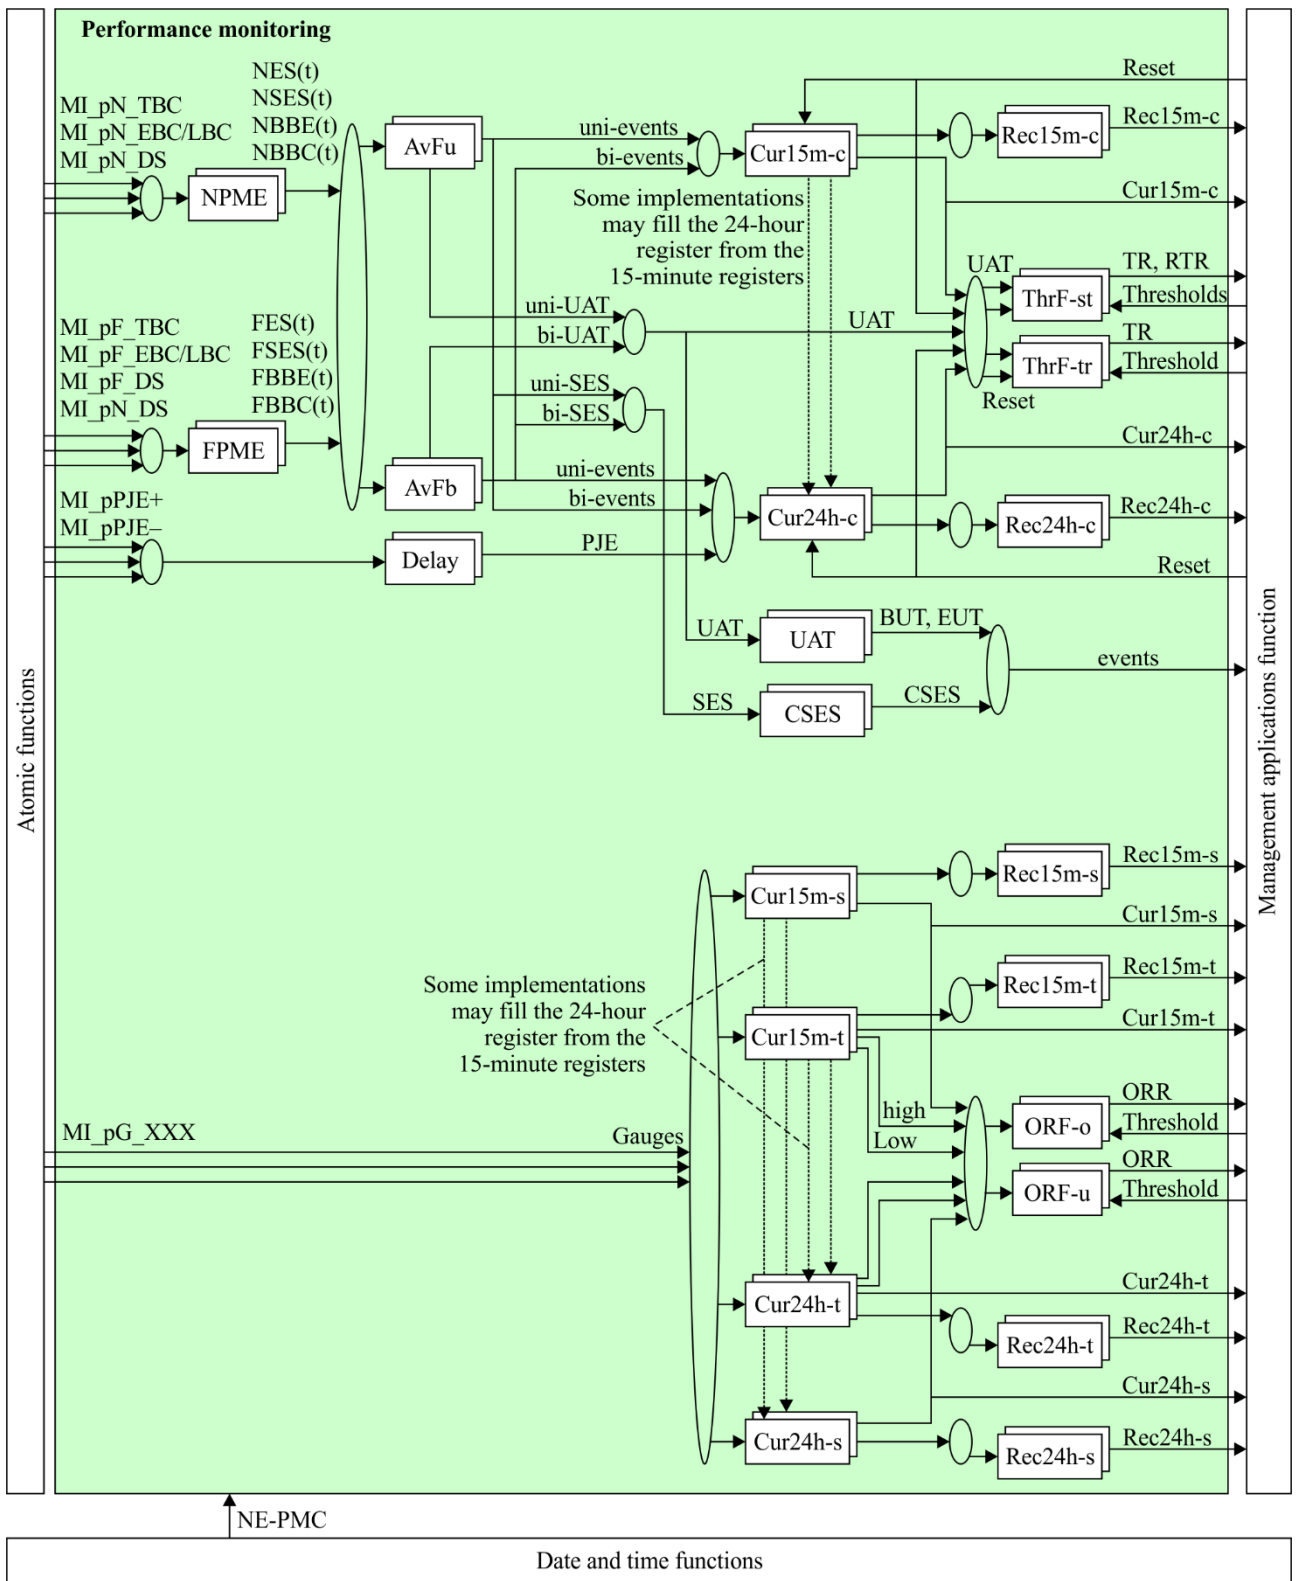 Performance monitoring
NES(t)
NSES(t)
NBBE(t)
NBBC(t)
MI_pN_TBC
MI_pN_EBC/LBC
MI_pN_DS
NPME
AvFu
uni-events
bi-events
Cur15m-c
Reset
Rec15m-c
Rec15m-c
Cur15m-c
Some implementations
may fill the 24-hour
register from the
15-minute registers
UAT
ThrF-st
TR, RTR
Thresholds
ThrF-tr
TR
Threshold
Reset
MI_pF_TBC
MI_pF_EBC/LBC
MI_pF_DS
MI_pN_DS
FES(t)
FSES(t)
FBBE(t)
FBBC(t)
FPME
uni-UAT
bi-UAT
UAT
uni-SES
bi-SES
AvFb
uni-events
bi-events
Cur24h-c
Cur24h-c
Rec24h-c
Rec24h-c
MI_pPJE+
MI_pPJE–
Delay
PJE
Reset
UAT
UAT
BUT, EUT
events
SES
CSES
CSES
Atomic functions
Management applications function
Cur15m-s
Rec15m-s
Rec15m-s
Cur15m-s
Some implementations
may fill the 24-hour
register from the
15-minute registers
Rec15m-t
Rec15m-t
Cur15m-t
Cur15m-t
high
Low
ORF-o
ORR
Threshold
ORF-u
ORR
Threshold
MI_pG_XXX
Gauges
Cur24h-t
Cur24h-t
Rec24h-t
Rec24h-t
Cur24h-s
Cur24h-s
Rec24h-s
Rec24h-s
NE-PMC
Date and time functions